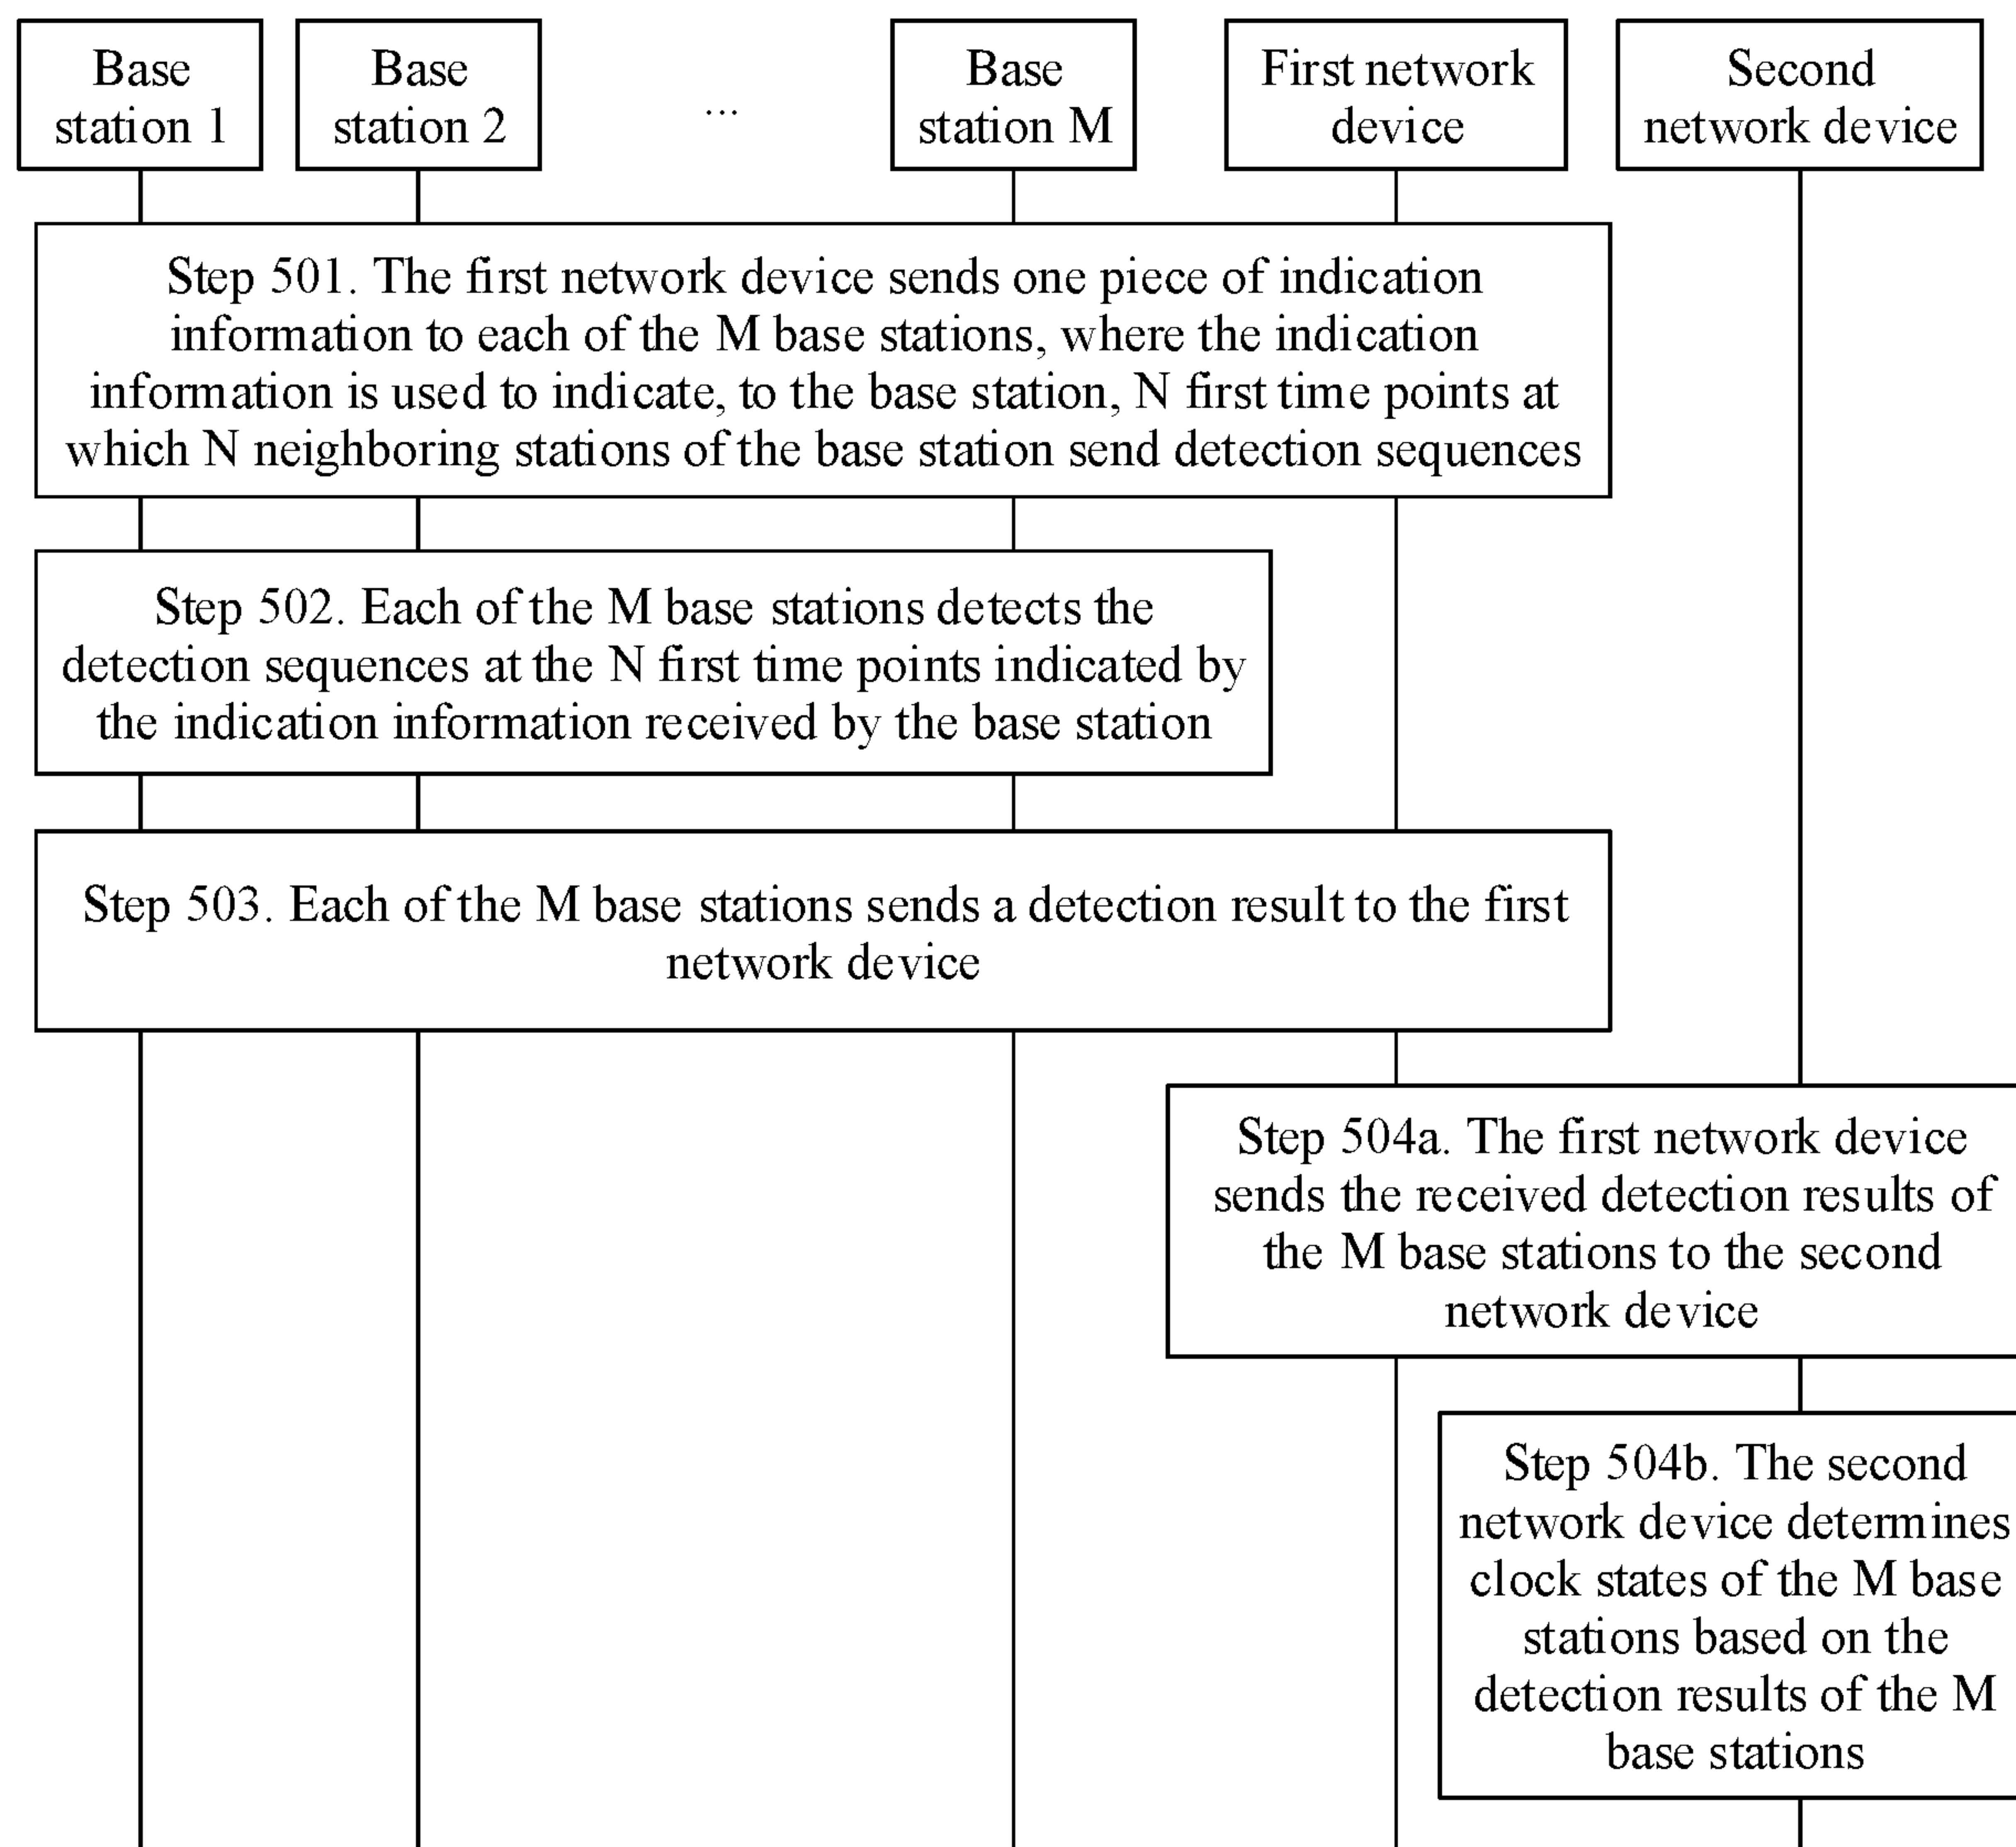 Base
station 1
Base
station 2
...
Base
station M
First network
device
Second
network device
Step 501. The first network device sends one piece of indication
information to each of the M base stations, where the indication
information is used to indicate, to the base station, N first time points at
which N neighboring stations of the base station send detection sequences
Step 502. Each of the M base stations detects the
detection sequences at the N first time points indicated by
the indication information received by the base station
Step 503. Each of the M base stations sends a detection result to the first
network device
Step 504a. The first network device
sends the received detection results of
the M base stations to the second
network device
Step 504b. The second
network device determines
clock states of the M base
stations based on the
detection results of the M
base stations